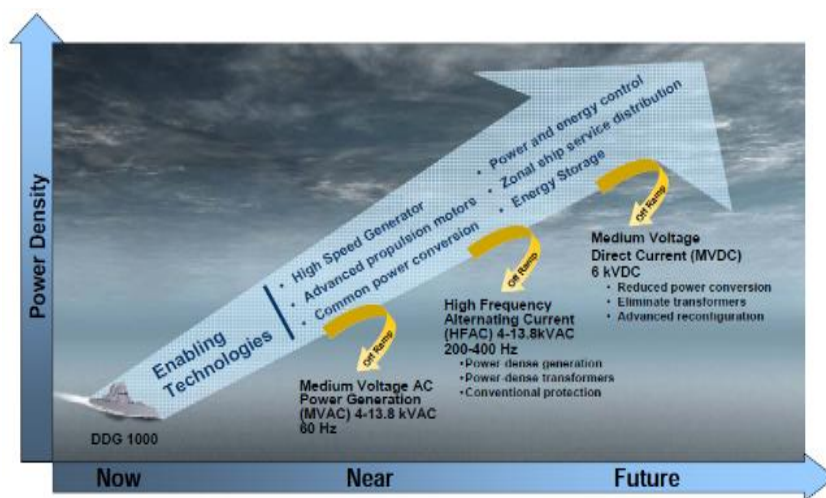 Power Density
• Power and energy control
• Zonal ship service distribution
• Energy Storage
• High Speed Generator
• Advanced propulsion motors
• Common power conversion
Enabling
Technologies
Off Ramp
Off Ramp
Off Ramp
Medium Voltage
Direct Current (MVDC)
6 kVDC
• Reduced power conversion
• Eliminate transformers
• Advanced reconfiguration
High Frequency
Alternating Current
(HFAC) 4-13.8kVAC
200-400 Hz
•Power dense generation
•Power dense transformers
•Conventional protection
Medium Voltage AC
Power Generation
(MVAC) 4-13.8 kVAC
60 Hz
DDG 1000
Now
Near
Future